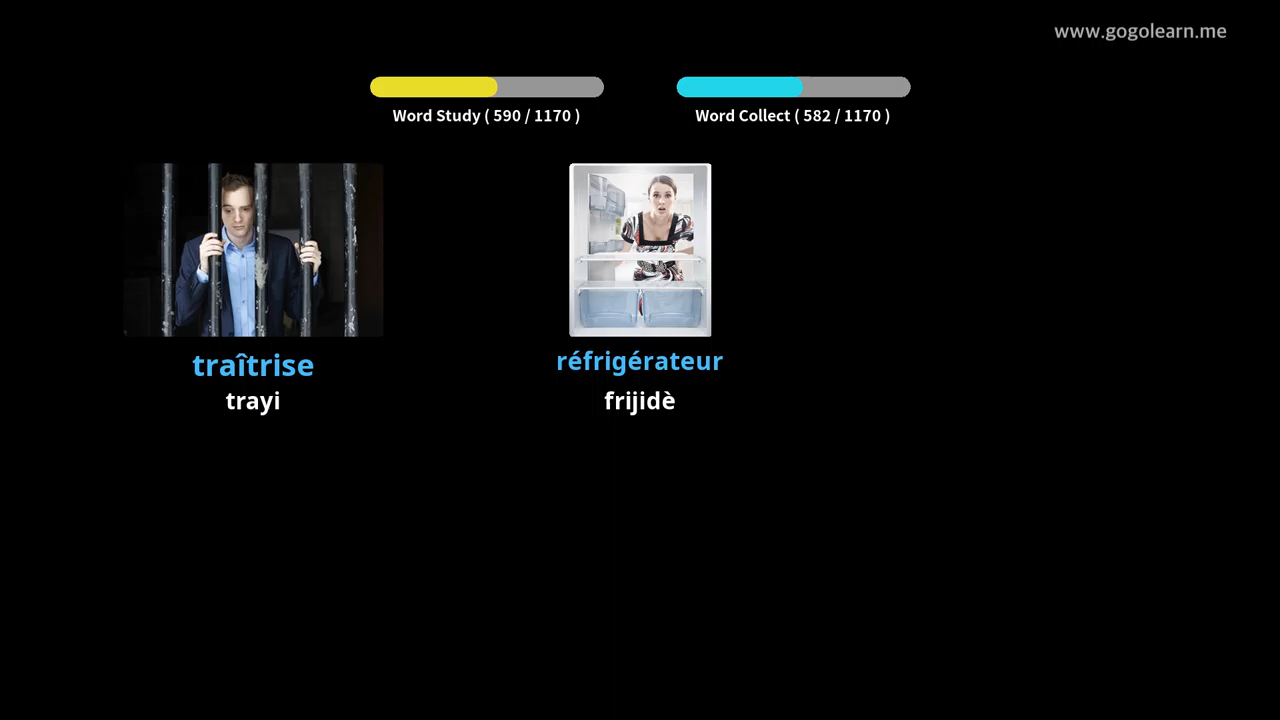 www.gogolearn.me
Word Study ( 590 / 1170 )
Word Collect ( 582 / 1170 )
traîtrise
trayi
réfrigérateur
frijidè